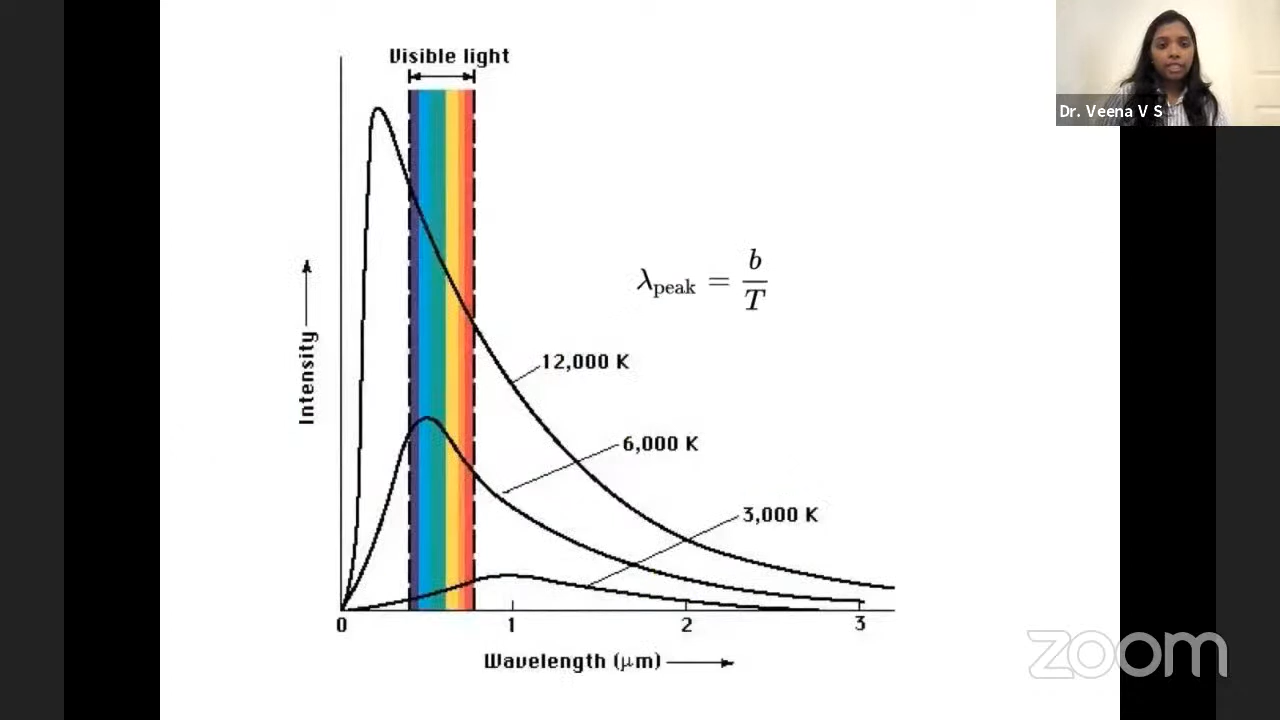 Visible light
Dr. Veena V S
λpeak = b/T
Intensity
12,000 K
6,000 K
3,000 K
0 1 2 3
Wavelength (μm)
zoom